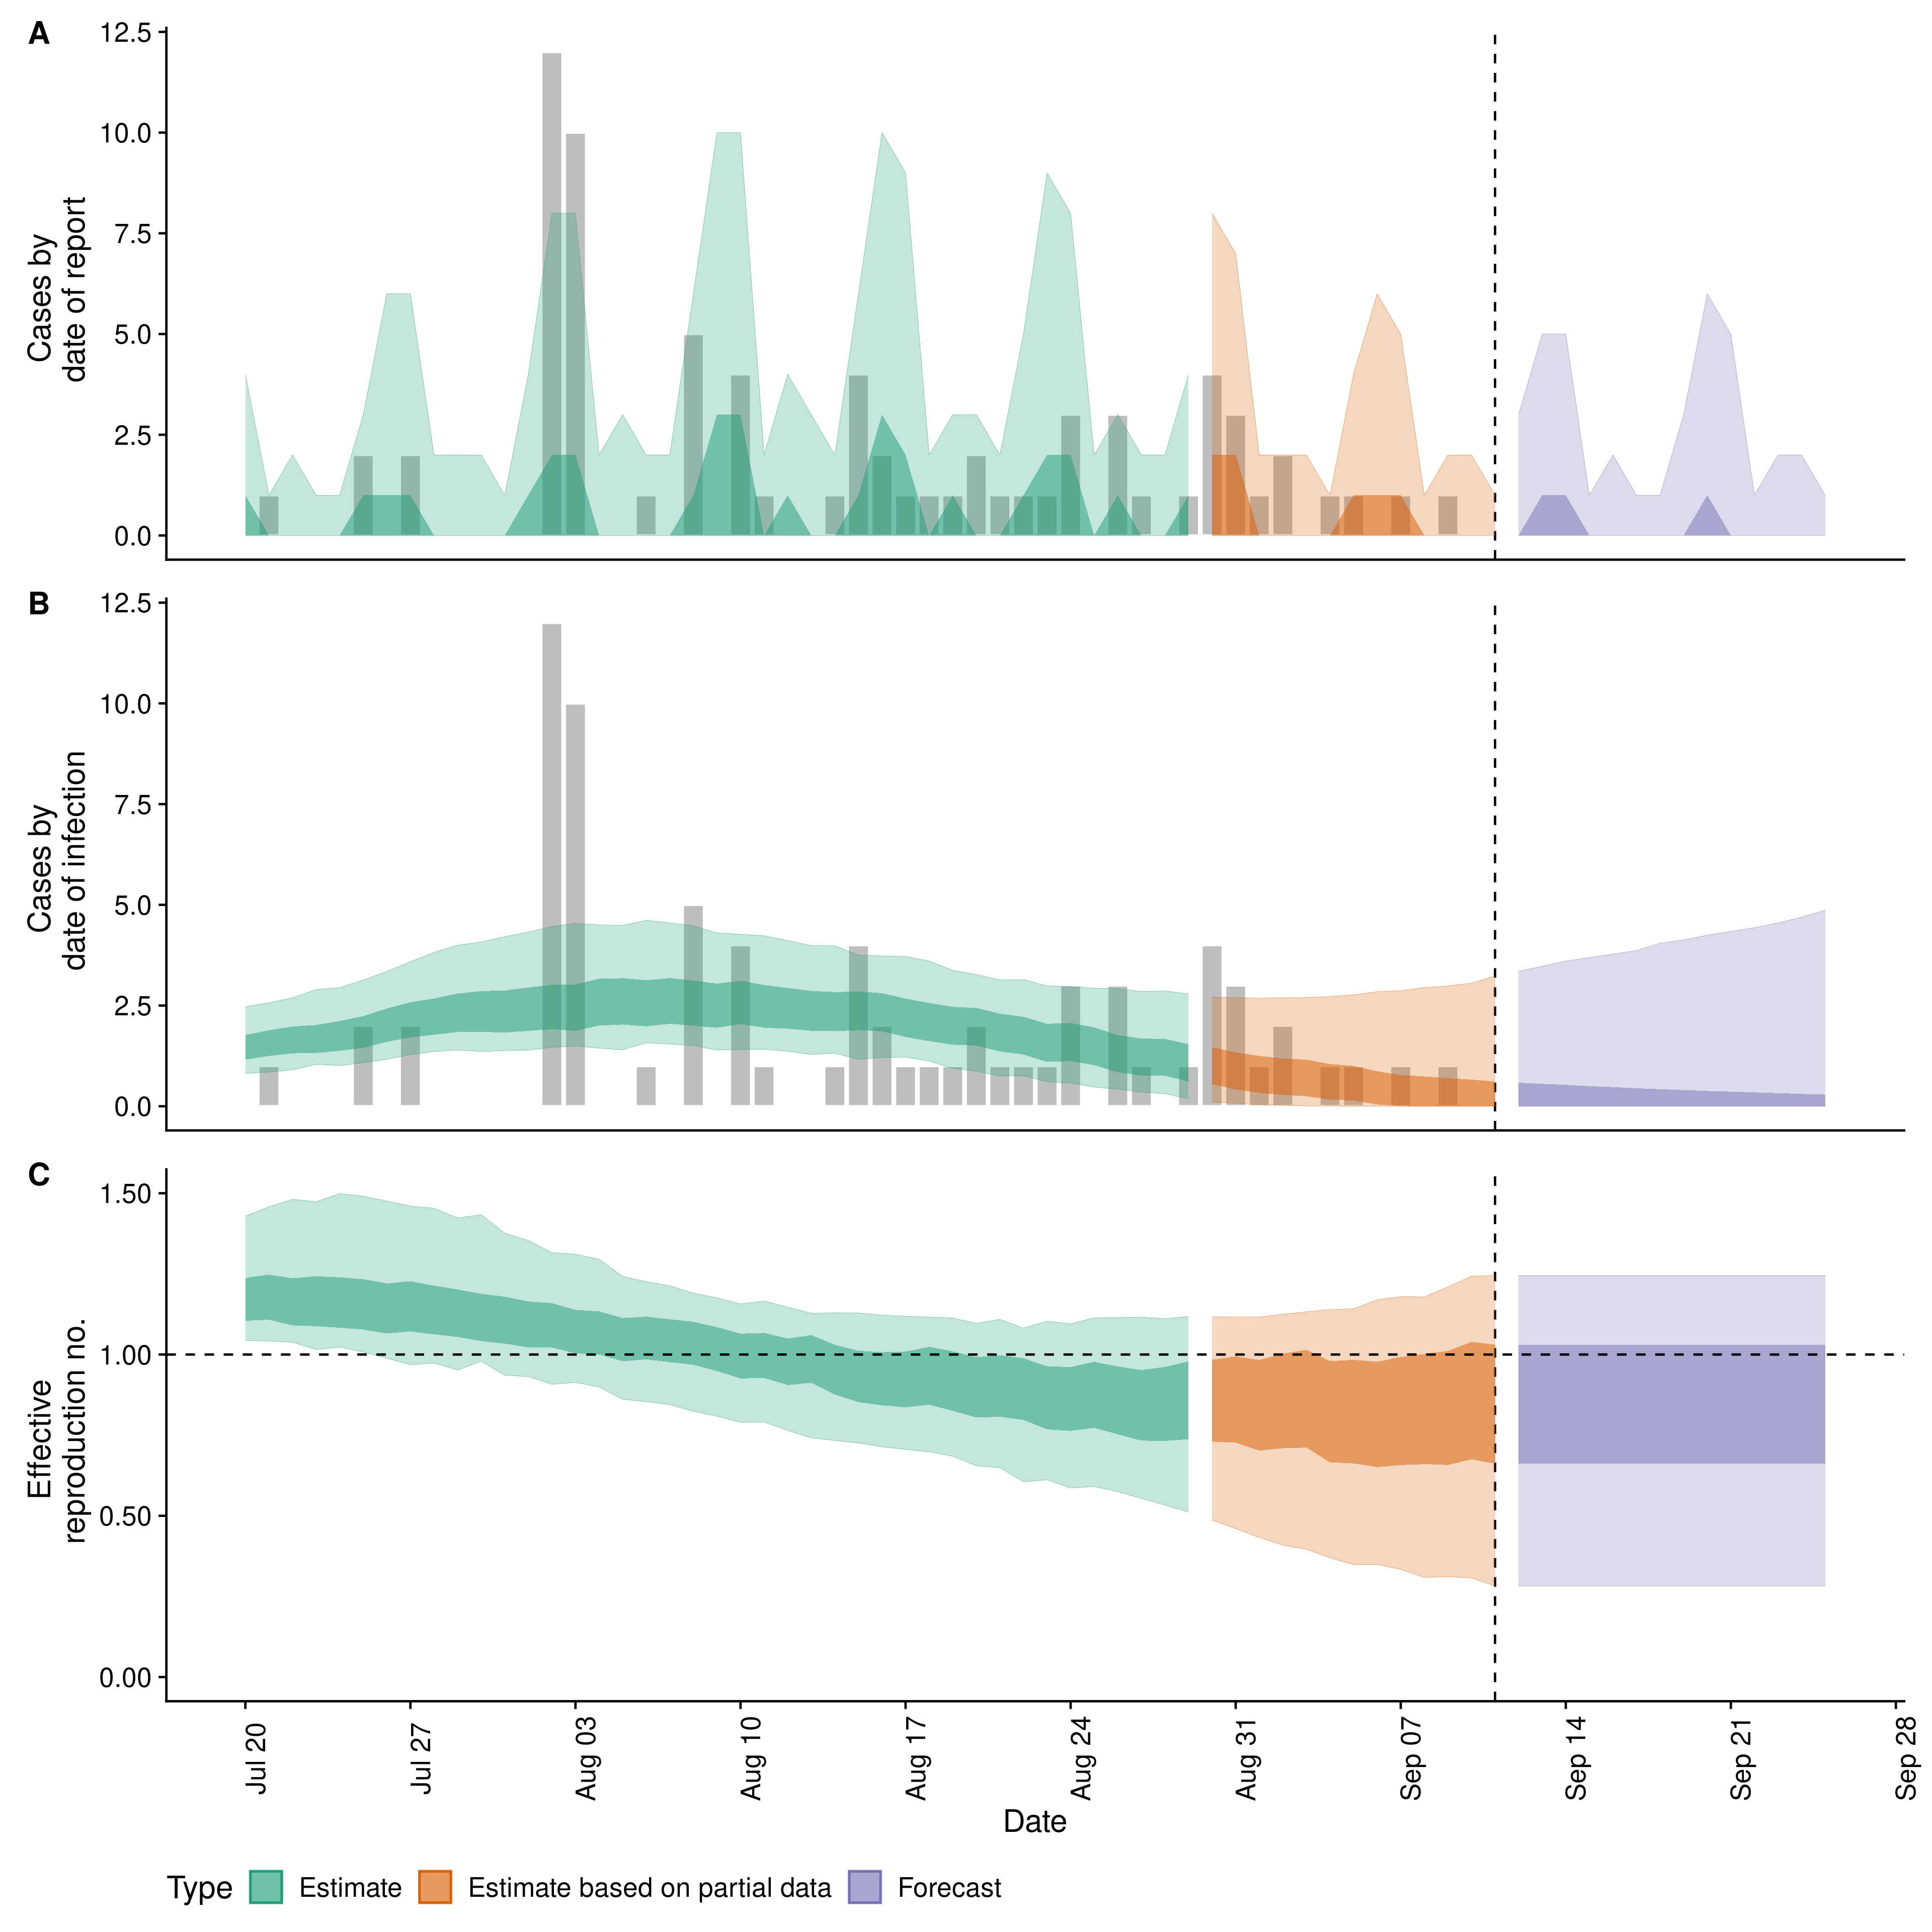 A
12.5
10.0
7.5
5.0
2.5
0.0
Cases by
date of report
B
12.5
10.0
7.5
5.0
2.5
0.0
Cases by
date of infection
C
1.50
1.00
0.50
0.00
Effective
reproduction no.
Jul 20
Jul 27
Aug 03
Aug 10
Aug 17
Aug 24
Aug 31
Sep 07
Sep 14
Sep 21
Sep 28
Date
Type Estimate Estimate based on partial data Forecast